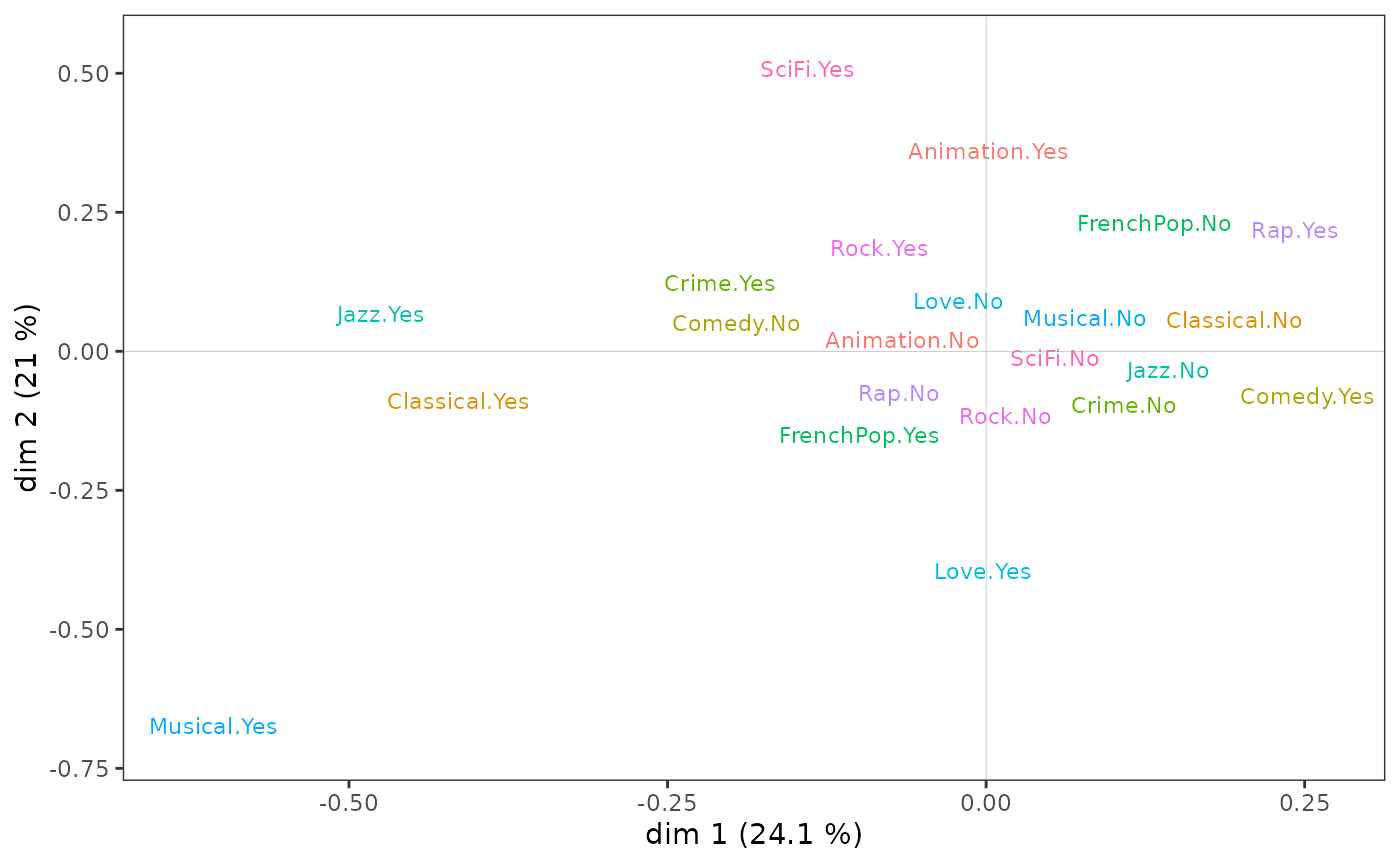 0.50
0.25
0.00
-0.25
-0.50
-0.75
dim 2 (21 %)
SciFi.Yes
Animation.Yes
FrenchPop.No
Rap.Yes
Rock.Yes
Crime.Yes
Love.No
Jazz.Yes
Musical.No
Classical.No
Comedy.No
Animation.No
SciFi.No
Jazz.No
Rap.No
Comedy.Yes
Classical.Yes
Crime.No
Rock.No
FrenchPop.Yes
Love.Yes
Musical.Yes
-0.50
-0.25
0.00
0.25
dim 1 (24.1 %)